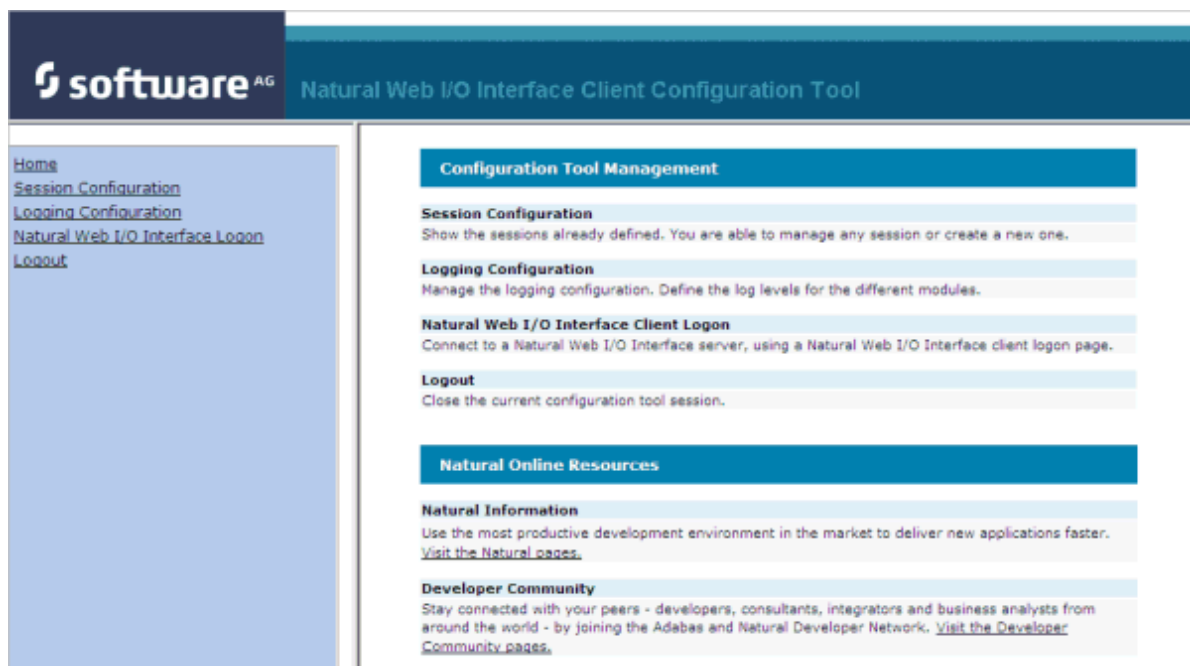 software AG
Natural Web I/O Interface Client Configuration Tool
Home
Session Configuration
Logging Configuration
Natural Web I/O Interface Logon
Logout
Configuration Tool Management
Session Configuration
Show the sessions already defined. You are able to manage any session or create a new one.
Logging Configuration
Manage the logging configuration. Define the log levels for the different modules.
Natural Web I/O Interface Client Logon
Connect to a Natural Web I/O Interface server, using a Natural Web I/O Interface client logon page.
Logout
Close the current configuration tool session.
Natural Online Resources
Natural Information
Use the most productive development environment in the market to deliver new applications faster.
Visit the Natural pages.
Developer Community
Stay connected with your peers - developers, consultants, integrators and business analysts from
around the world - by joining the Adabas and Natural Developer Network. Visit the Developer
Community pages.